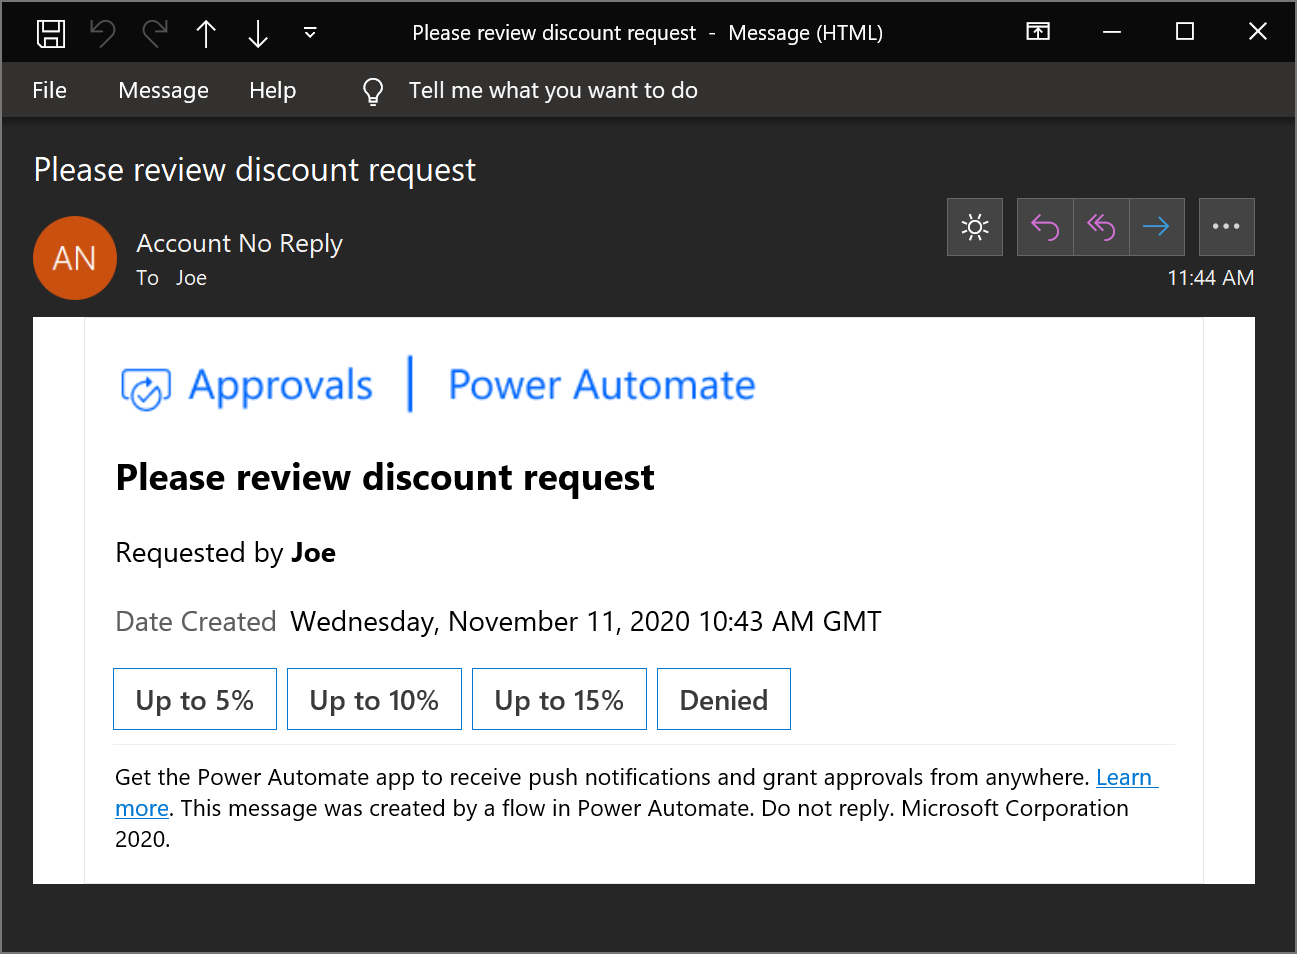 Please review discount request - Message (HTML)
File Message Help Tell me what you want to do
Please review discount request
AN
Account No Reply
To Joe
11:44 AM
Approvals | Power Automate
Please review discount request
Requested by Joe
Date Created Wednesday, November 11, 2020 10:43 AM GMT
Up to 5% Up to 10% Up to 15% Denied
Get the Power Automate app to receive push notifications and grant approvals from anywhere. Learn
more. This message was created by a flow in Power Automate. Do not reply. Microsoft Corporation
2020.